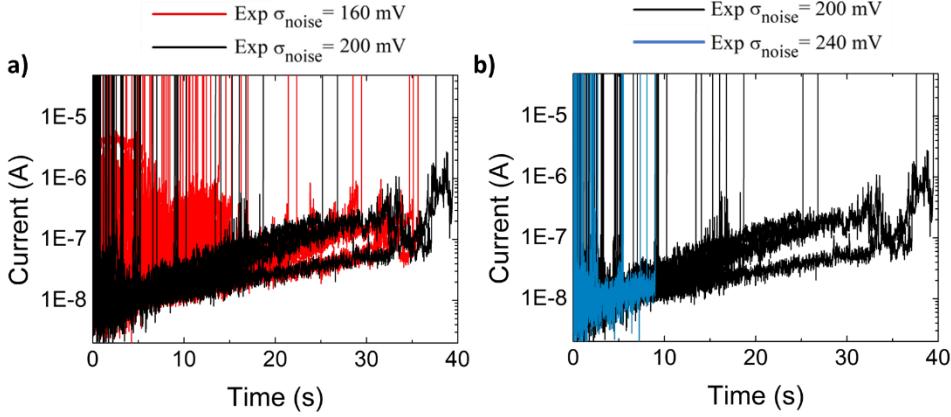 Exp σnoise= 160 mV
Exp σnoise= 200 mV
a)
1E-5
1E-6
1E-7
1E-8
Current (A)
0 10 20 30 40
Time (s)
Exp σnoise= 200 mV
Exp σnoise= 240 mV
b)
1E-5
1E-6
1E-7
1E-8
Current (A)
0 10 20 30 40
Time (s)